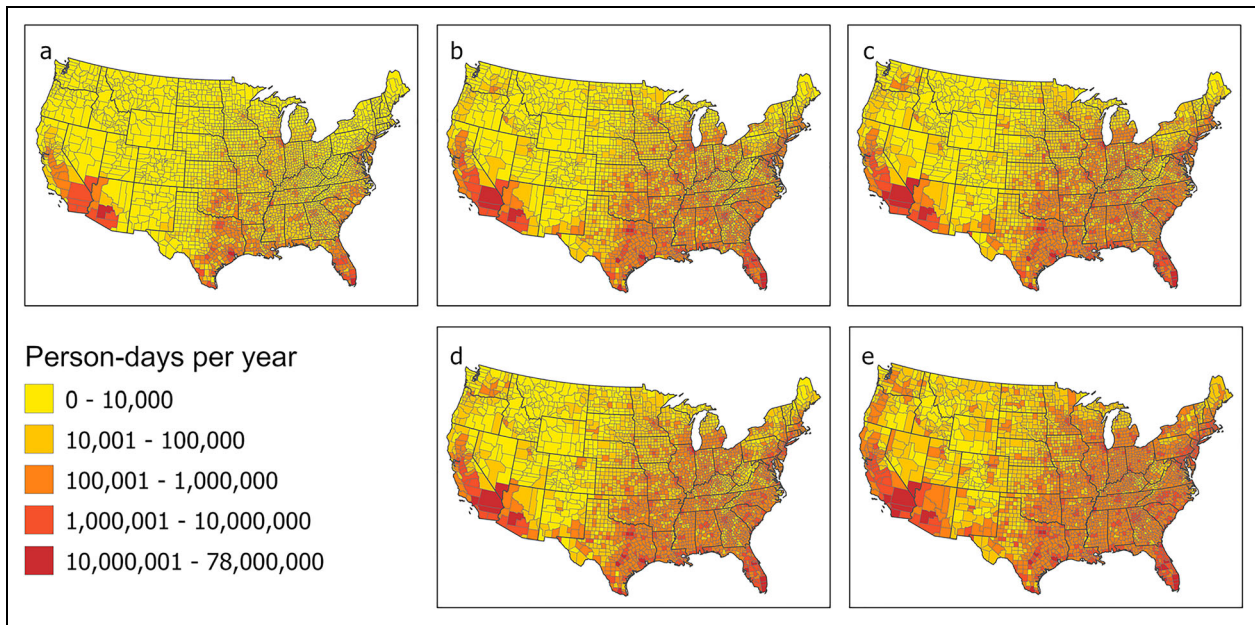 a
b
c
Person-days per year
0 - 10,000
10,001 - 100,000
100,001 - 1,000,000
1,000,001 - 10,000,000
10,000,001 - 78,000,000
d
e